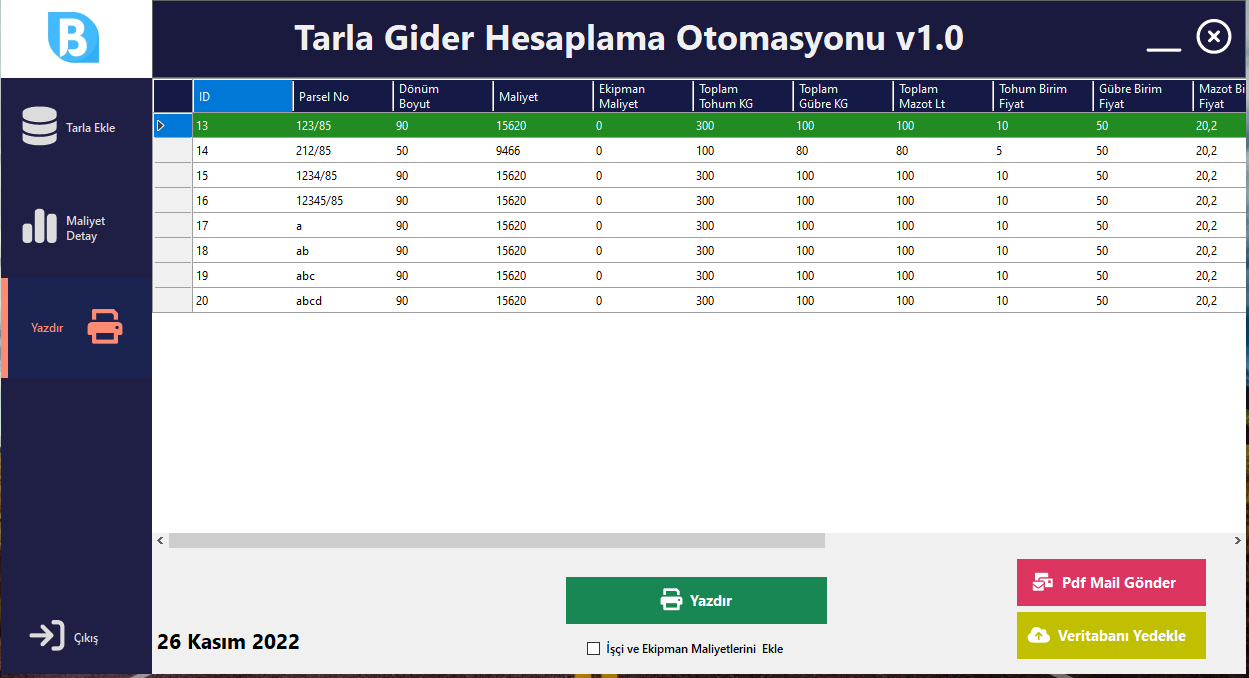 B
Tarla Gider Hesaplama Otomasyonu v1.0
Tarla Ekle
Maliyet
Detay
Yazdır
Çıkış
ID Parsel No Dönüm Boyut Maliyet Ekipman Maliyet Toplam Tohum KG Toplam Gübre KG Toplam Mazot Lt Tohum Birim Fiyat Gübre Birim Fiyat Mazot Bi Fiyat
13 123/85 90 15620 0 300 100 100 10 50 20,2
14 212/85 50 9466 0 100 80 80 5 50 20,2
15 1234/85 90 15620 0 300 100 100 10 50 20,2
16 12345/85 90 15620 0 300 100 100 10 50 20,2
17 a 90 15620 0 300 100 100 10 50 20,2
18 ab 90 15620 0 300 100 100 10 50 20,2
19 abc 90 15620 0 300 100 100 10 50 20,2
20 abcd 90 15620 0 300 100 100 10 50 20,2
Yazdır
İşçi ve Ekipman Maliyetlerini Ekle
26 Kasım 2022
Pdf Mail Gönder
Veritabanı Yedekle